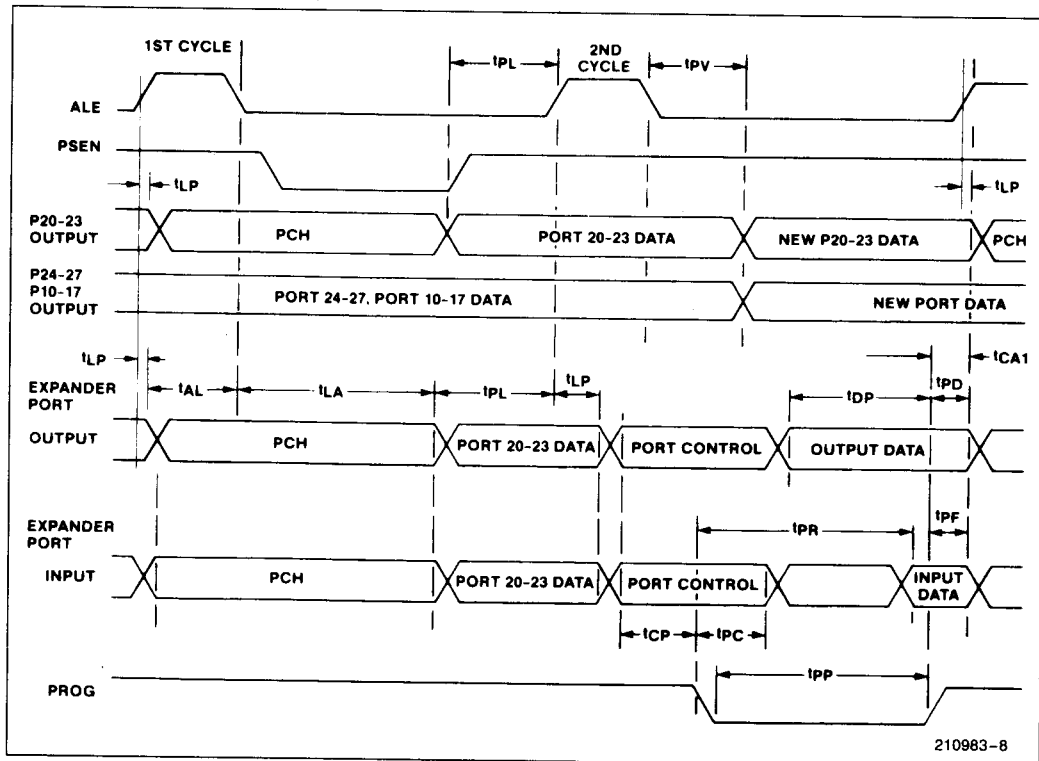 1ST CYCLE
tPL
2ND CYCLE
tPV
ALE
PSEN
tLP
tLP
P20-23 OUTPUT
PCH
PORT 20-23 DATA
NEW P20-23 DATA
PCH
P24-27
P10-17 OUTPUT
PORT 24-27, PORT 10-17 DATA
NEW PORT DATA
tLP
tAL
tLA
tPL
tLP
tCA1
tDP
tPD
EXPANDER PORT OUTPUT
PCH
PORT 20-23 DATA
PORT CONTROL
OUTPUT DATA
tPR
tPF
EXPANDER PORT INPUT
PCH
PORT 20-23 DATA
PORT CONTROL
INPUT DATA
tCP
tPC
tPP
PROG
210983-8